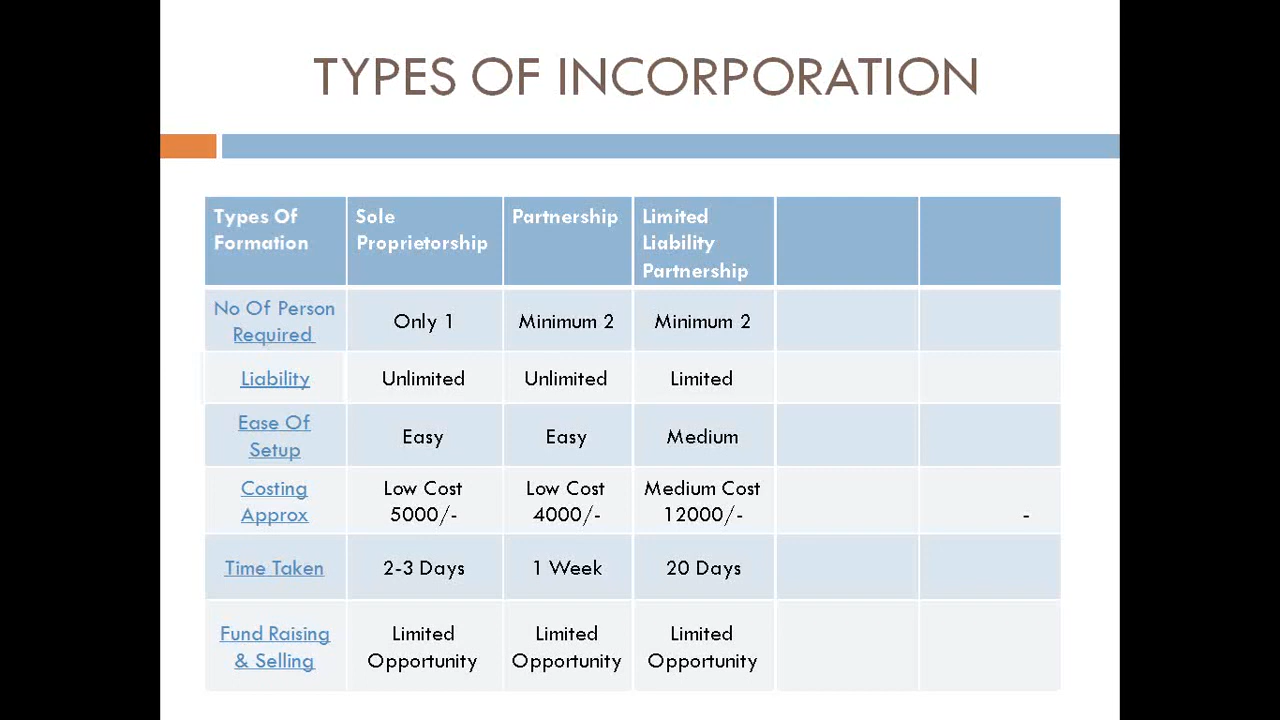 TYPES OF INCORPORATION
Types Of
Formation
Sole
Proprietorship
Partnership
Limited
Liability
Partnership
No Of Person
Required
Only 1
Minimum 2
Minimum 2
Liability
Unlimited
Unlimited
Limited
Ease Of
Setup
Easy
Easy
Medium
Costing
Approx
Low Cost
5000/-
Low Cost
4000/-
Medium Cost
12000/-
-
Time Taken
2-3 Days
1 Week
20 Days
Fund Raising
& Selling
Limited
Opportunity
Limited
Opportunity
Limited
Opportunity